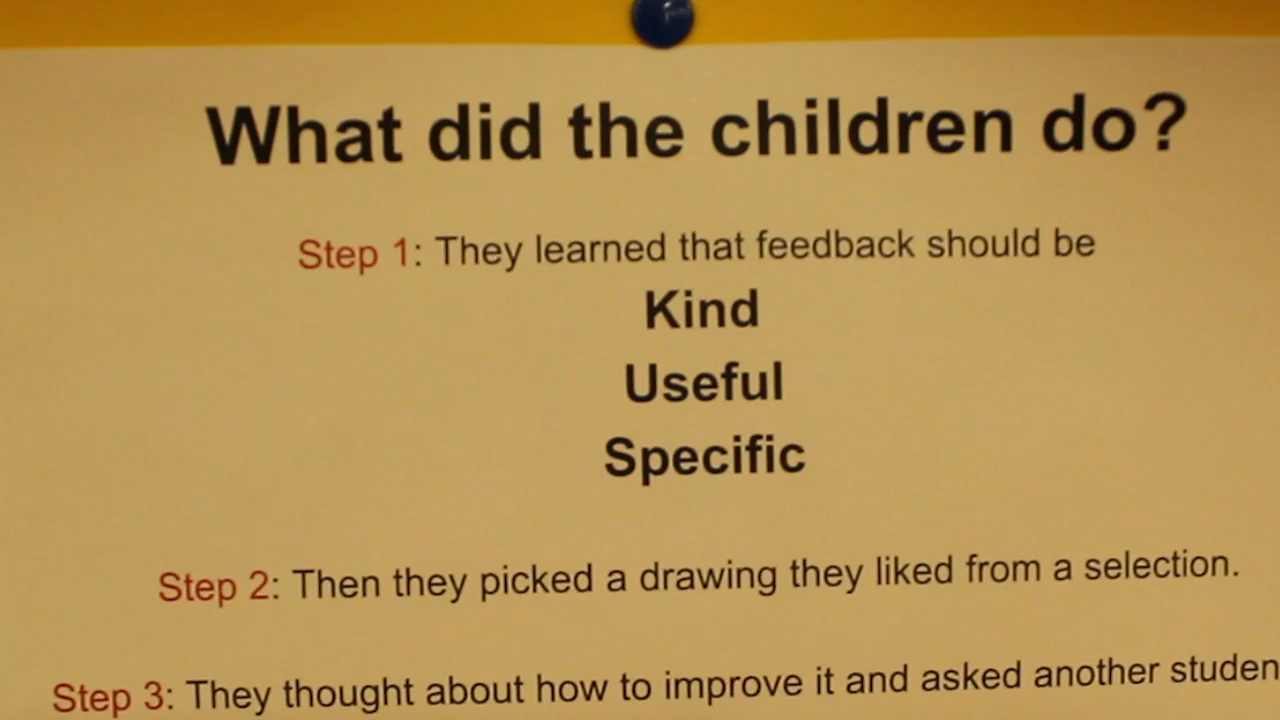 What did the children do?
Step 1: They learned that feedback should be
Kind
Useful
Specific
Step 2: Then they picked a drawing they liked from a selection.
Step 3: They thought about how to improve it and asked another studen